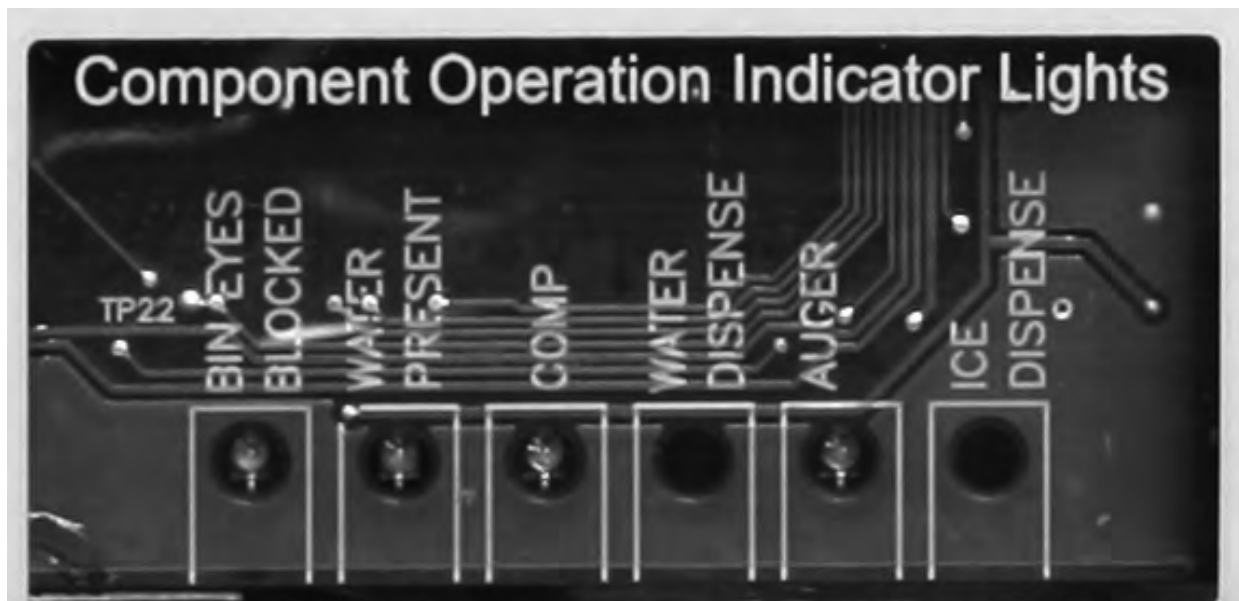 Component Operation Indicator Lights
TP22
BIN EYES
BLOCKED
WATER
PRESENT
COMP
WATER
DISPENSE
AUGER
ICE
DISPENSE